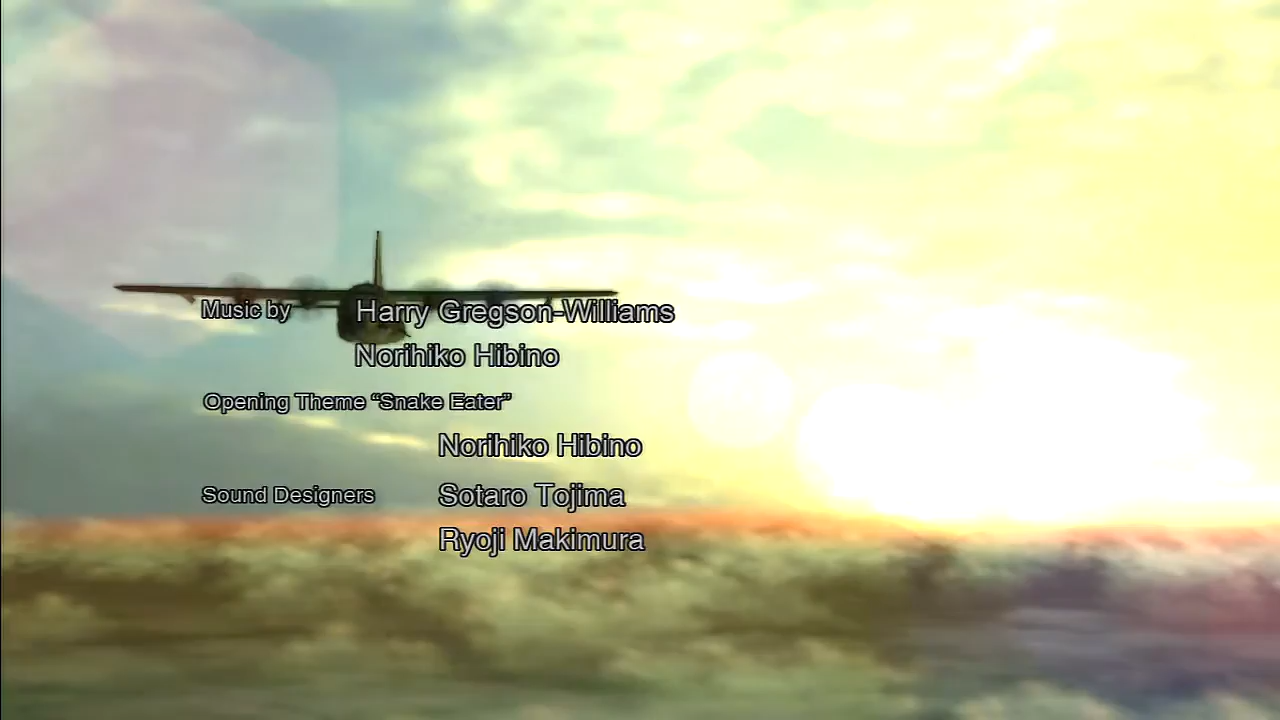 Music by Harry Gregson-Williams
Norihiko Hibino
Opening Theme “Snake Eater”
Norihiko Hibino
Sound Designers Sotaro Tojima
Ryoji Makimura